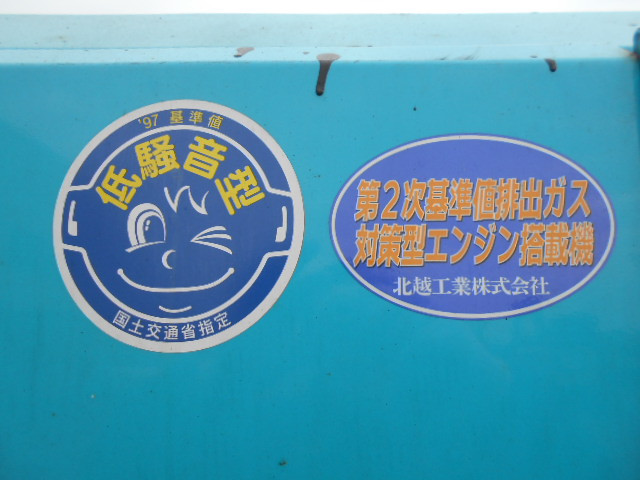 '97 基準値
低騒音型
国土交通省指定
第2次基準値排出ガス
対策型エンジン搭載機
北越工業株式会社